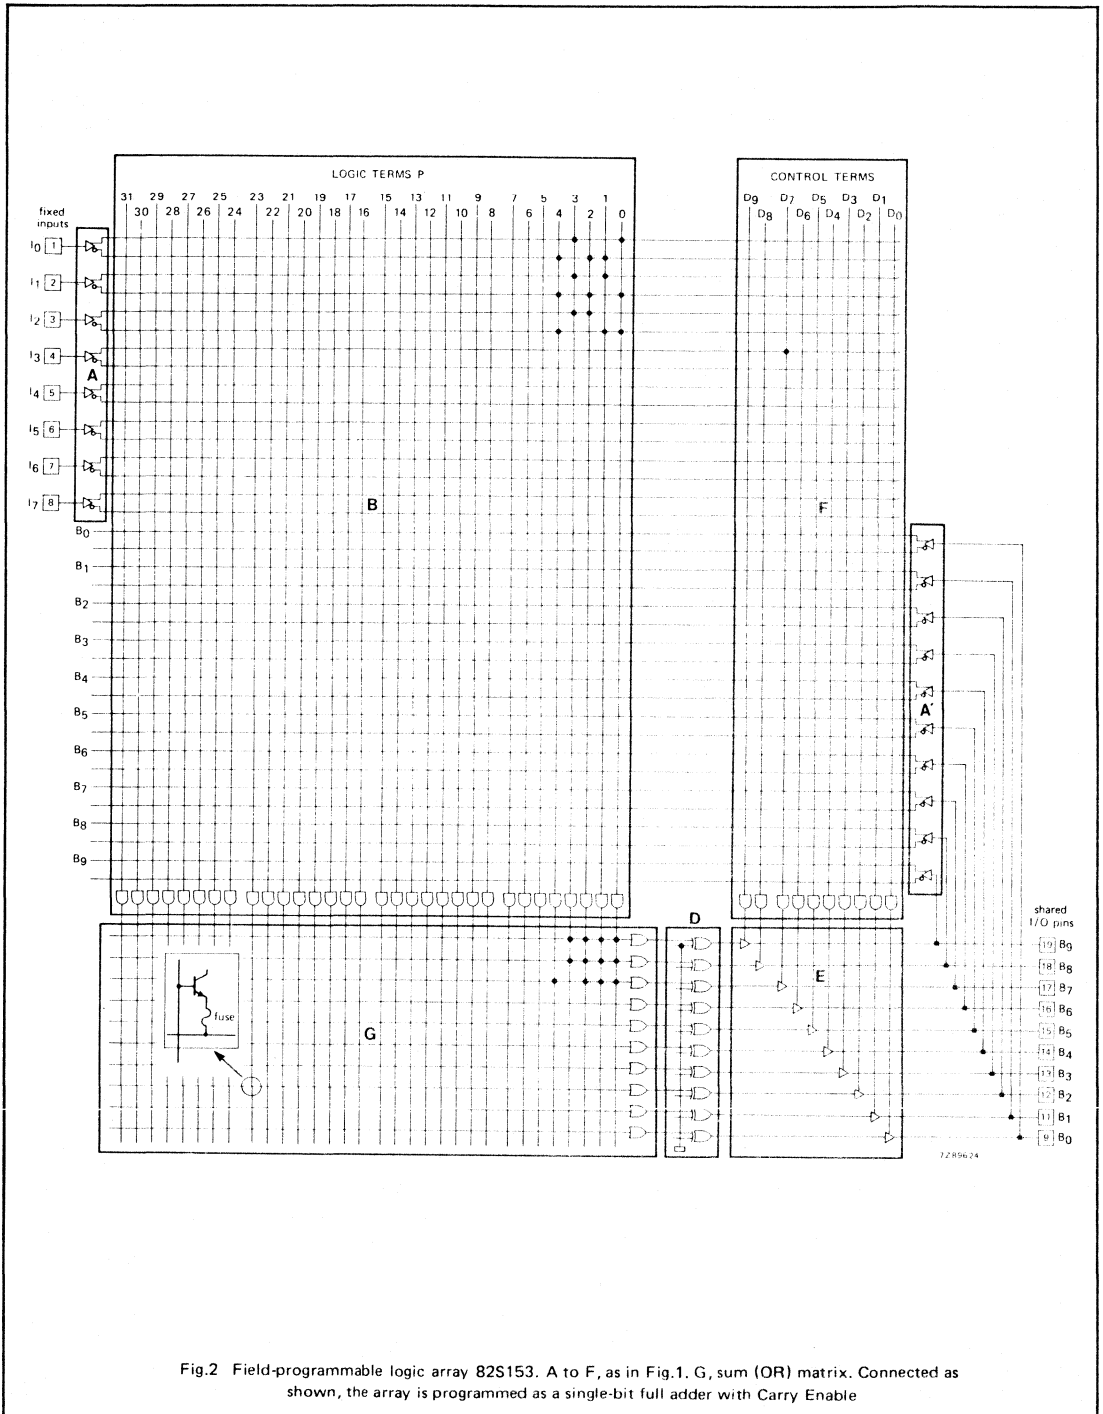 LOGIC TERMS P
CONTROL TERMS
31 29 27 25 23 21 19 17 15 13 11 9 7 5 3 1
30 28 26 24 22 20 18 16 14 12 10 8 6 4 2 0
D9 D7 D5 D3 D1
D8 D6 D4 D2 D0
fixed
inputs
I0 1
I1 2
I2 3
I3 4
A
I4 5
I5 6
I6 7
I7 8
B
F
B0
B1
B2
B3
B4
A'
B5
B6
B7
B8
B9
shared
I/O pins
D
19 B9
18 B8
E
17 B7
16 B6
fuse
G
15 B5
14 B4
13 B3
12 B2
11 B1
9 B0
7Z89624
Fig.2 Field-programmable logic array 82S153. A to F, as in Fig.1. G, sum (OR) matrix. Connected as
shown, the array is programmed as a single-bit full adder with Carry Enable